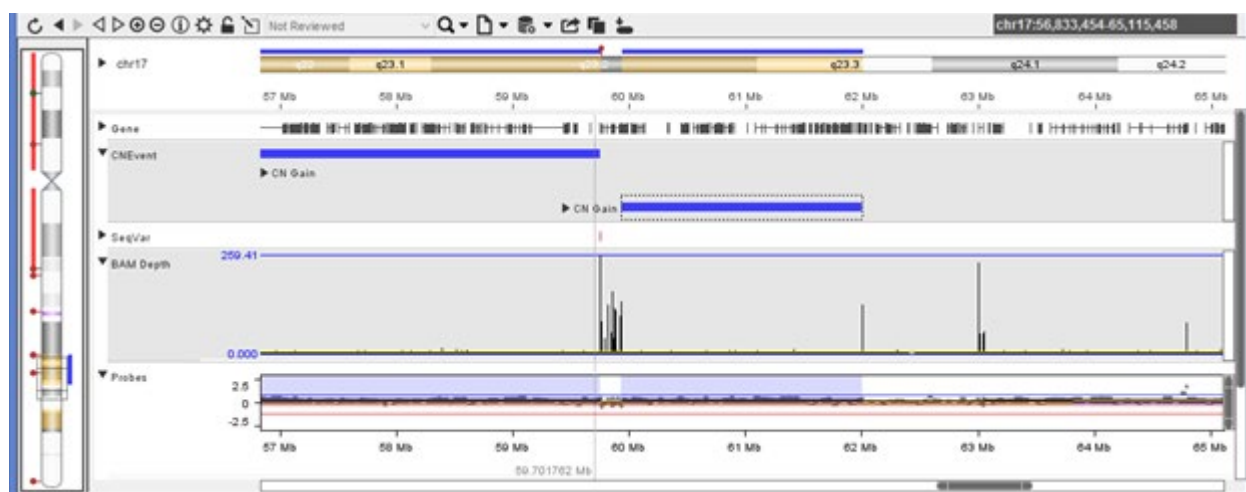 Not Reviewed chr17:56,833,454-65,115,458
chr17 q23.1 q23.3 q24.1 q24.2
57 Mb 58 Mb 59 Mb 60 Mb 61 Mb 62 Mb 63 Mb 64 Mb 65 Mb
Gene
CNEvent
CN Gain
CN Gain
SeqVar
BAM Depth 259.41
0.000
Probes
2.5
0
-2.5
57 Mb 58 Mb 59 Mb 60 Mb 61 Mb 62 Mb 63 Mb 64 Mb 65 Mb
59.701762 Mb